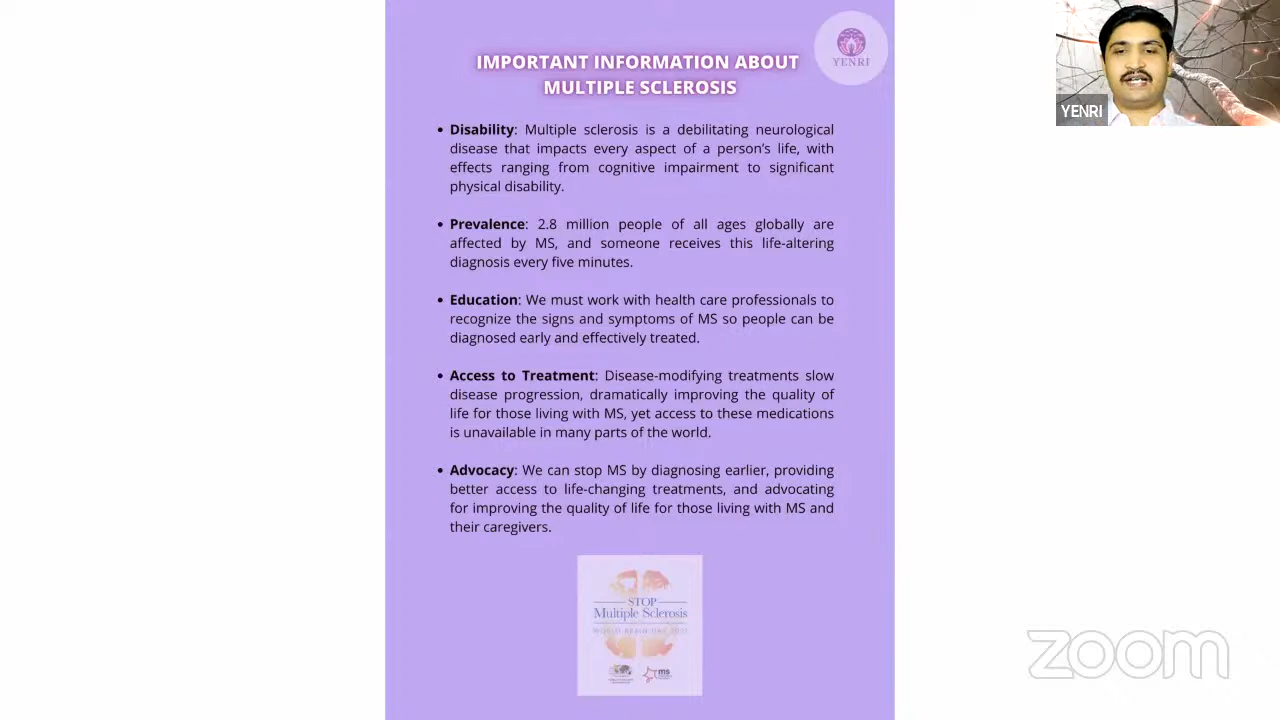 IMPORTANT INFORMATION ABOUT
MULTIPLE SCLEROSIS
YENRI
YENRI
• Disability: Multiple sclerosis is a debilitating neurological
disease that impacts every aspect of a person's life, with
effects ranging from cognitive impairment to significant
physical disability.
• Prevalence: 2.8 million people of all ages globally are
affected by MS, and someone receives this life-altering
diagnosis every five minutes.
• Education: We must work with health care professionals to
recognize the signs and symptoms of MS so people can be
diagnosed early and effectively treated.
• Access to Treatment: Disease-modifying treatments slow
disease progression, dramatically improving the quality of
life for those living with MS, yet access to these medications
is unavailable in many parts of the world.
• Advocacy: We can stop MS by diagnosing earlier, providing
better access to life-changing treatments, and advocating
for improving the quality of life for those living with MS and
their caregivers.
STOP
Multiple Sclerosis
WORLD BRAIN DAY 2021
ms
zoom